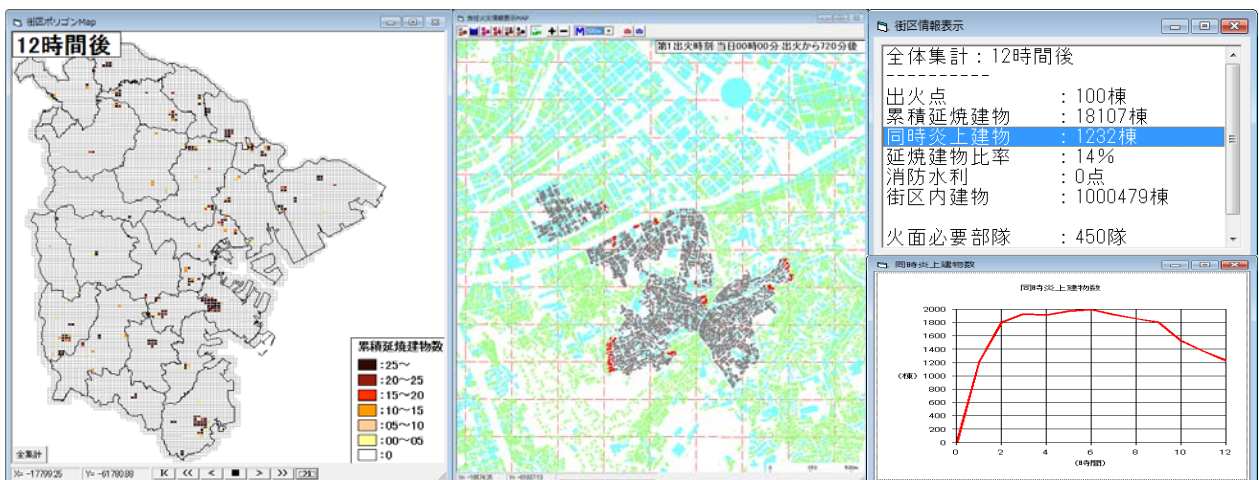 街区ポリゴンMap
12時間後
累積延焼建物数
:25～
:20～25
:15～20
:10～15
:05～10
:00～05
:0
全集計
X= -17799.25 Y= -61780.88 K << < ■ > >>
火災情報表示MAP
第1出火時刻 当日00時00分 出火から720分後
街区情報表示
全体集計：12時間後
----------
出火点 ：100棟
累積延焼建物 ：18107棟
同時炎上建物 ：1232棟
延焼建物比率 ：14%
消防水利 ：0点
街区内建物 ：1000479棟
火面必要部隊 ：450隊
同時炎上建物数
同時炎上建物数
2000
1800
1600
1400
1200
(棟) 1000
800
600
400
200
0
0 2 4 6 8 10 12
(時間)